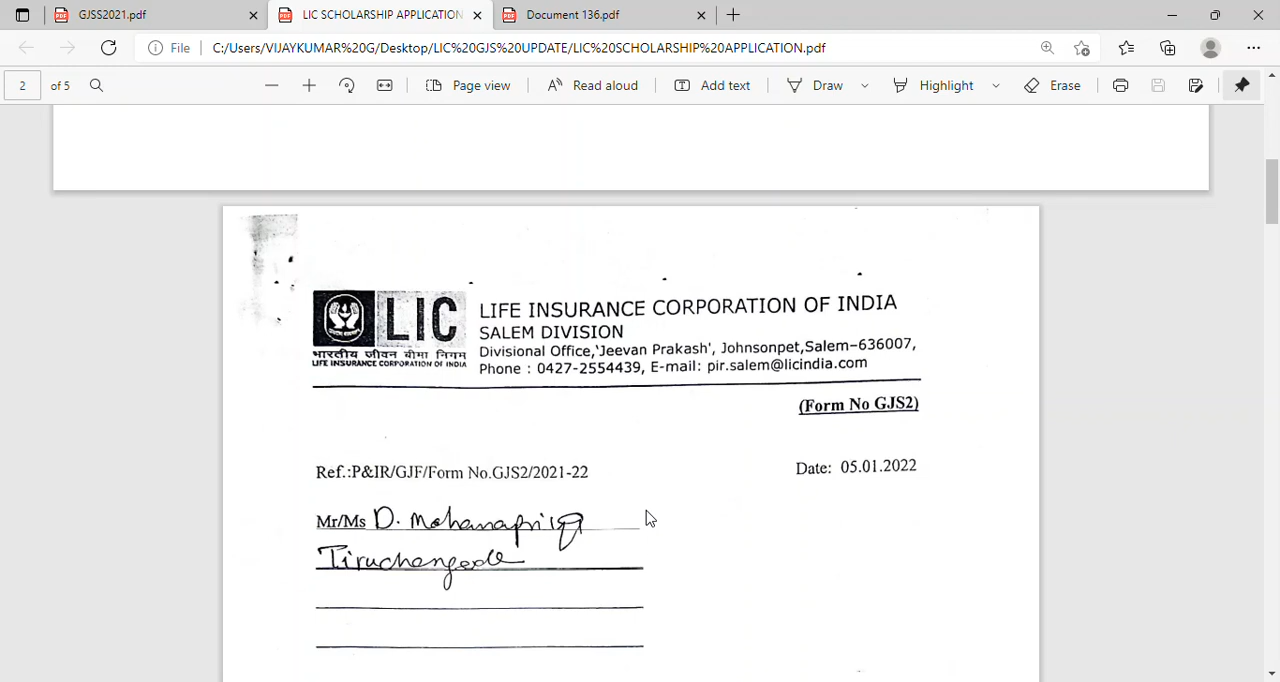 GJSS2021.pdf
LIC SCHOLARSHIP APPLICATION
Document 136.pdf
File
C:/Users/VIJAYKUMAR%20G/Desktop/LIC%20GJS%20UPDATE/LIC%20SCHOLARSHIP%20APPLICATION.pdf
2 of 5
Page view
Read aloud
Add text
Draw
Highlight
Erase
LIC
भारतीय जीवन बीमा निगम
LIFE INSURANCE CORPORATION OF INDIA
LIFE INSURANCE CORPORATION OF INDIA
SALEM DIVISION
Divisional Office,'Jeevan Prakash', Johnsonpet,Salem-636007,
Phone : 0427-2554439, E-mail: pir.salem@licindia.com
(Form No GJS2)
Ref.:P&IR/GJF/Form No.GJS2/2021-22
Date: 05.01.2022
Mr/Ms D. Mohanapriya
Tiruchengode